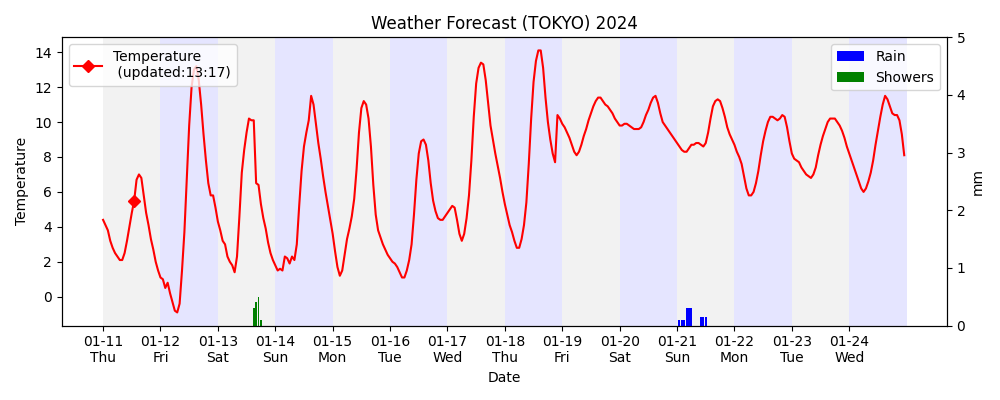 Weather Forecast (TOKYO) 2024
Temperature
(updated:13:17)
Rain
Showers
14
12
10
8
6
4
2
0
Temperature
5
4
3
2
1
0
mm
01-11 01-12 01-13 01-14 01-15 01-16 01-17 01-18 01-19 01-20 01-21 01-22 01-23 01-24
Thu Fri Sat Sun Mon Tue Wed Thu Fri Sat Sun Mon Tue Wed
Date